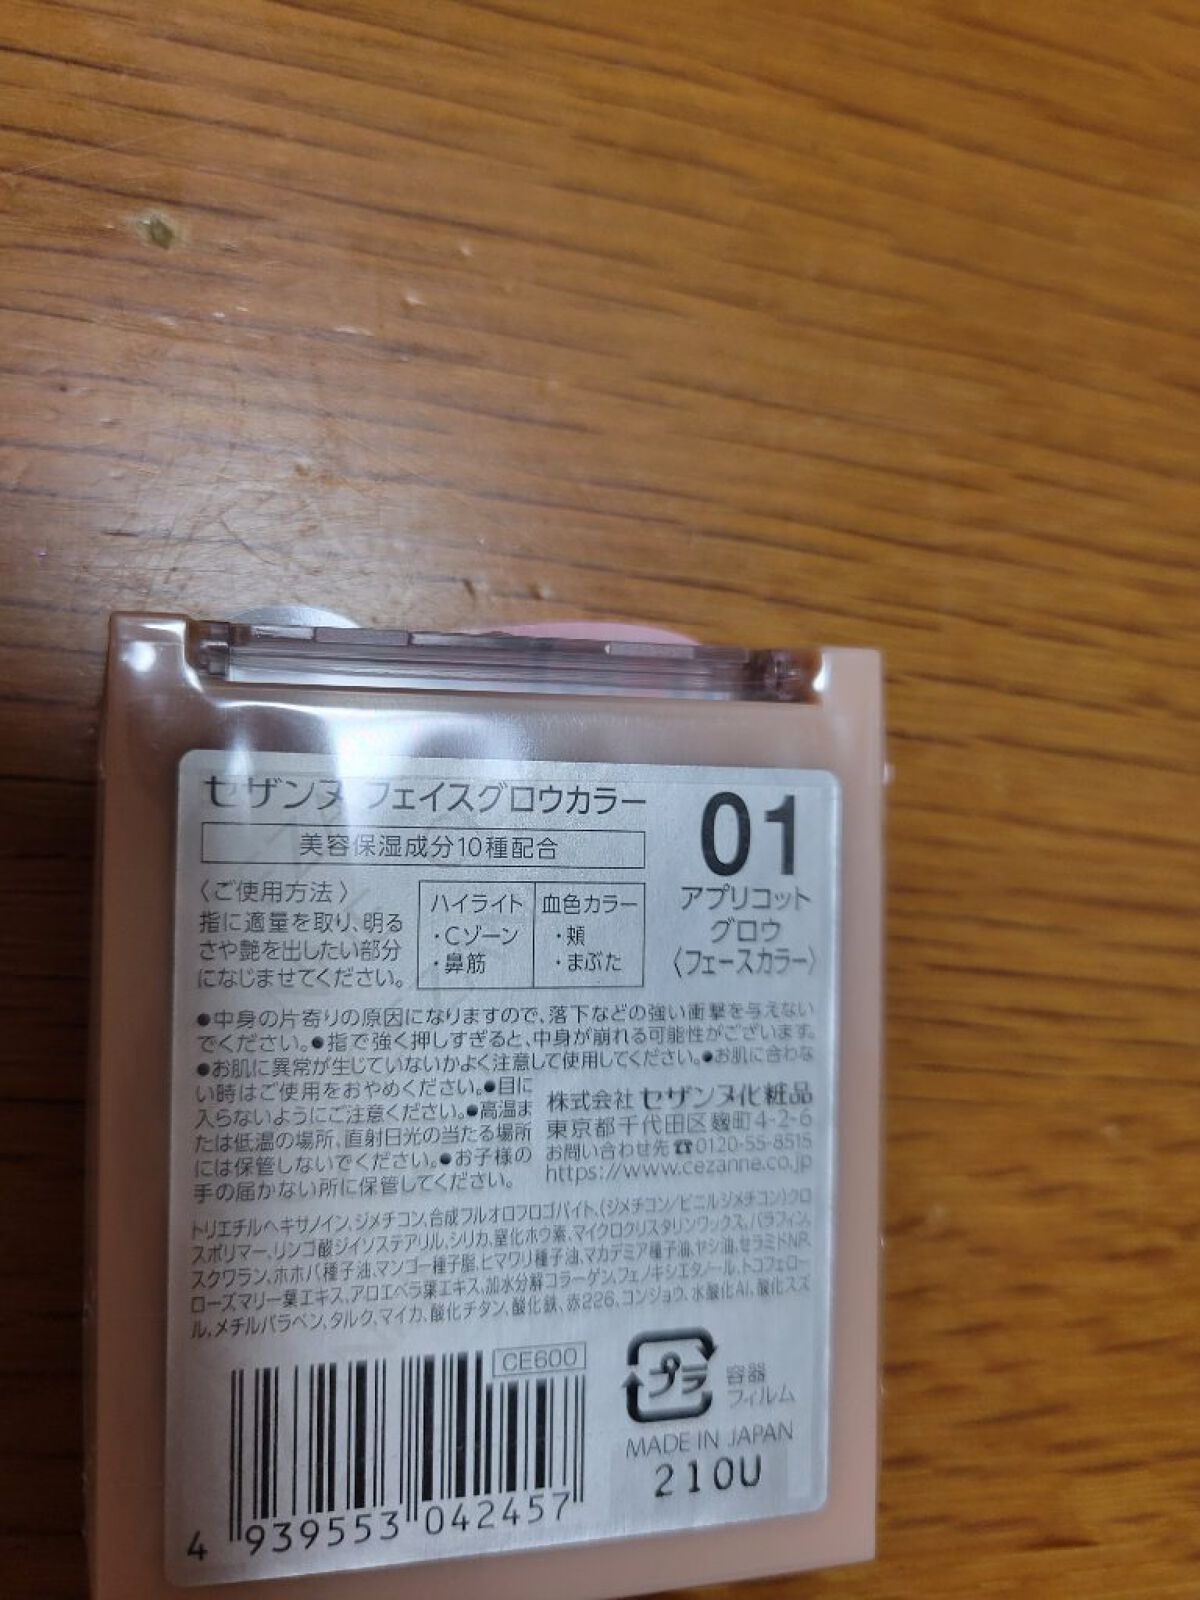 セザンヌ フェイスグロウカラー
美容保湿成分10種配合
01
アプリコット
グロウ
〈フェースカラー〉
〈ご使用方法〉
指に適量を取り、明る
さや艶を出したい部分
になじませてください。
ハイライト
・Cゾーン
・鼻筋
血色カラー
・頬
・まぶた
●中身の片寄りの原因になりますので、落下などの強い衝撃を与えない
でください。●指で強く押しすぎると、中身が崩れる可能性がございます。
●お肌に異常が生じていないかよく注意して使用してください。●お肌に合わな
い時はご使用をおやめください。●目に
入らないようにご注意ください。●高温ま
たは低温の場所、直射日光の当たる場所
には保管しないでください。●お子様の
手の届かない所に保管してください。
株式会社 セザンヌ化粧品
東京都千代田区麹町4-2-6
お問い合わせ先☎0120-55-8515
https://www.cezanne.co.jp
トリエチルヘキサノイン、ジメチコン、合成フルオロフロゴパイト、(ジメチコン/ビニルジメチコン)クロ
スポリマー、リンゴ酸ジイソステアリル、シリカ、窒化ホウ素、マイクロクリスタリンワックス、パラフィン、
スクワラン、ホホバ種子油、マンゴー種子脂、ヒマワリ種子油、マカデミア種子油、ヤシ油、セラミドNP、
ローズマリー葉エキス、アロエベラ葉エキス、加水分解コラーゲン、フェノキシエタノール、トコフェロー
ル、メチルパラベン、タルク、マイカ、酸化チタン、酸化鉄、赤226、コンジョウ、水酸化Al、酸化スズ
CE600
プラ
容器
フィルム
MADE IN JAPAN
210U
4 939553 042457